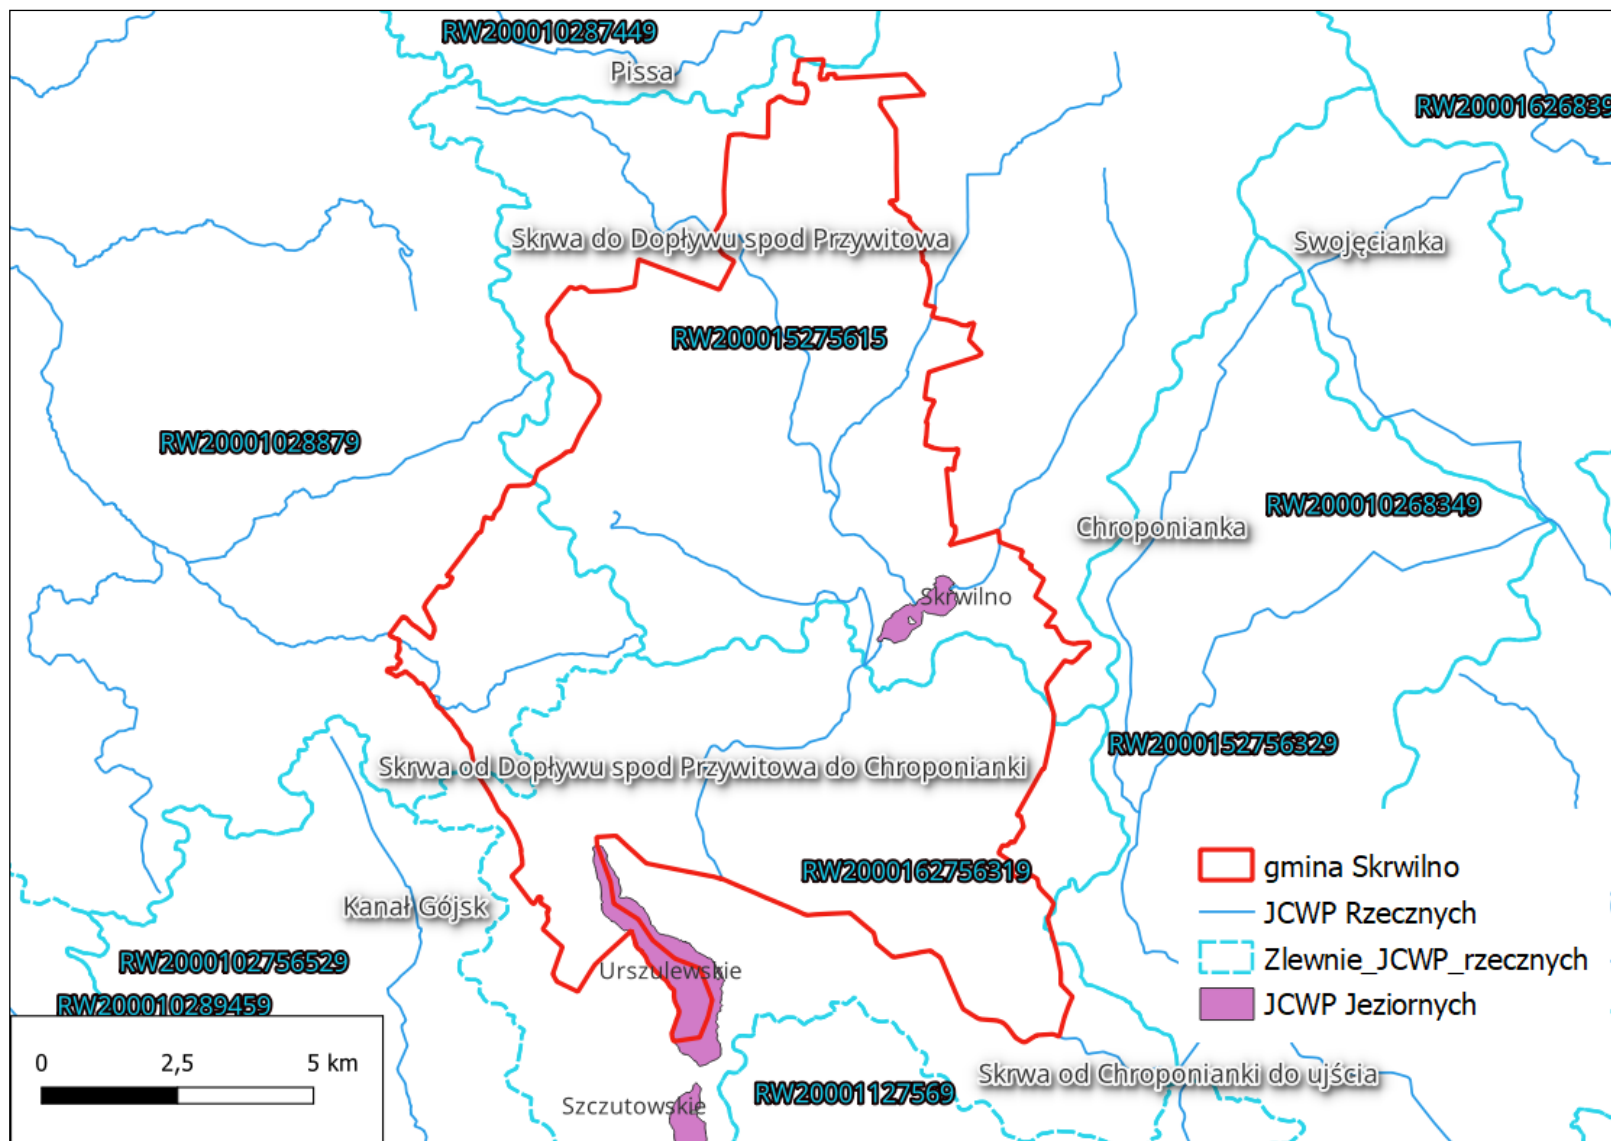 RW200010287449
Pissa
RW20001626839
Skrwa do Dopływu spod Przywitowa
Swojęcianka
RW200015275615
RW20001028879
RW200010268349
Chroponianka
Skrwilno
RW2000152756329
Skrwa od Dopływu spod Przywitowa do Chroponianki
RW2000162756319
gmina Skrwilno
Kanał Gójsk
JCWP Rzecznych
RW2000102756529
Zlewnie_JCWP_rzecznych
Urszulewskie
RW200010289459
JCWP Jeziornych
0 2,5 5 km
Skrwa od Chroponianki do ujścia
RW20001127569
Szczutowskie